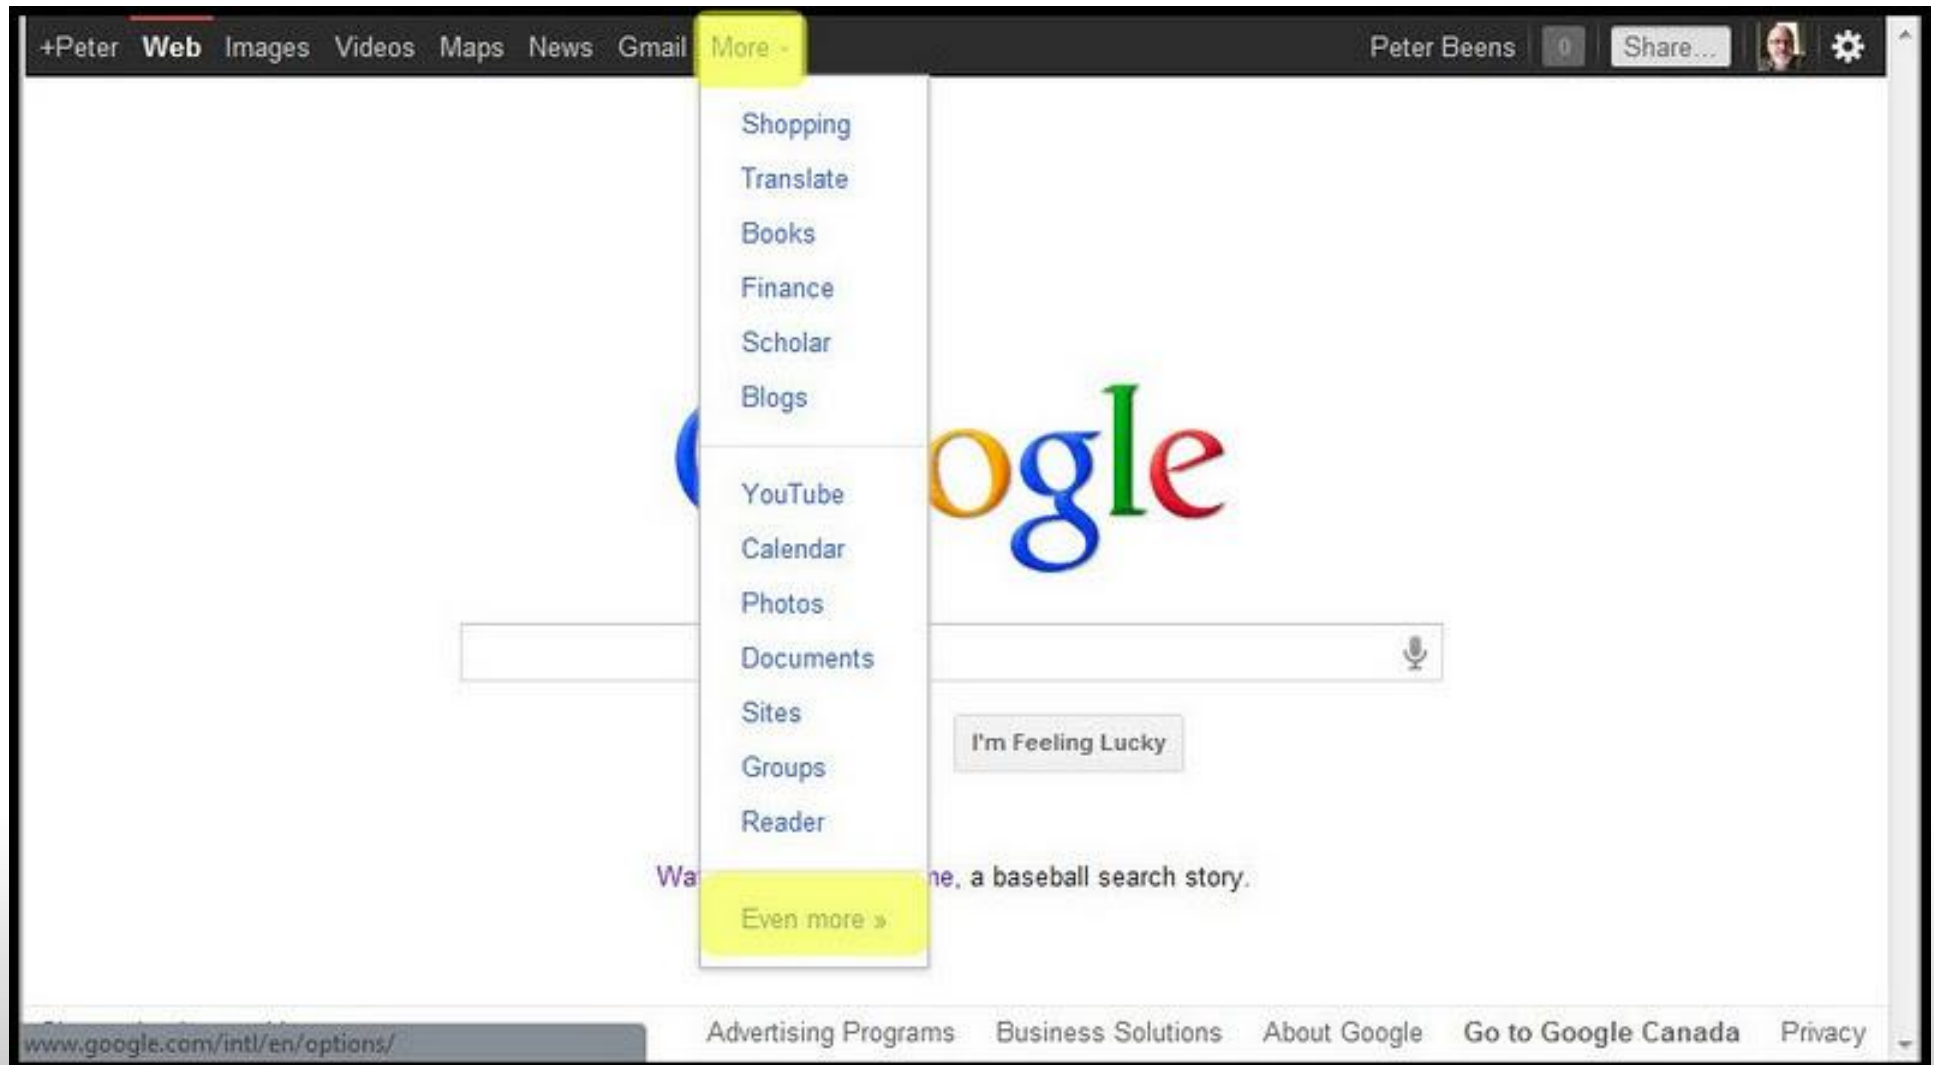 +Peter Web Images Videos Maps News Gmail More
Peter Beens 0 Share...
Shopping
Translate
Books
Finance
Scholar
Blogs
ogle
YouTube
Calendar
Photos
Documents
Sites
I'm Feeling Lucky
Groups
Reader
a baseball search story.
Even more »
Advertising Programs Business Solutions About Google Go to Google Canada Privacy
www.google.com/intl/en/options/